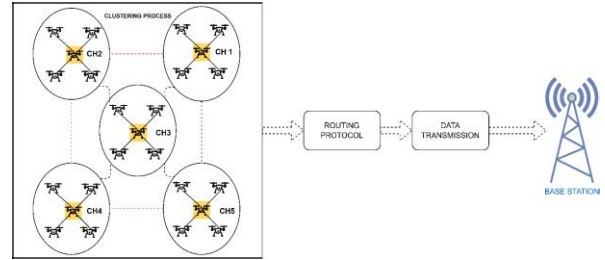 CLUSTERING PROCESS
CH2
CH 1
CH3
CH4
CH5
ROUTING
PROTOCOL
DATA
TRANSMISSION
BASE STATION